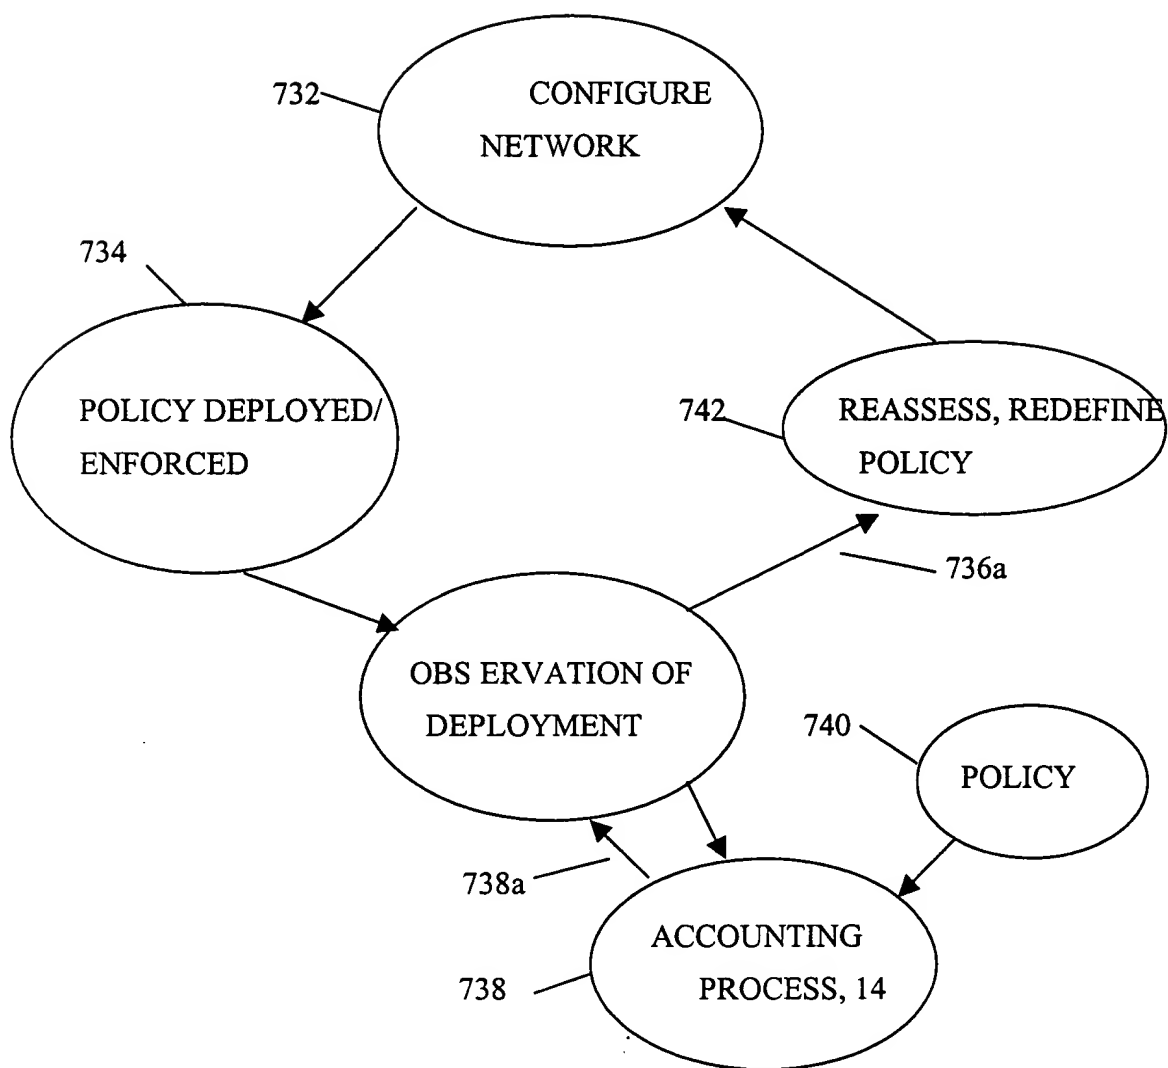 732
CONFIGURE
NETWORK
734
POLICY DEPLOYED/
ENFORCED
742
REASSESS, REDEFINE
POLICY
736a
OBS ERVATION OF
DEPLOYMENT
740
POLICY
738a
ACCOUNTING
PROCESS, 14
738